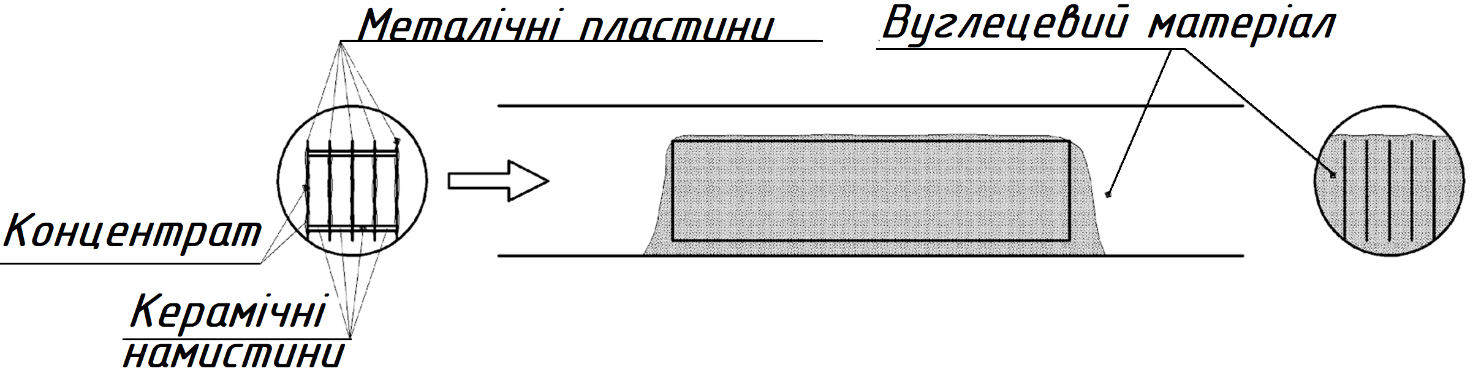 Металічні пластини
Вуглецевий матеріал
Концентрат
Керамічні
намистини